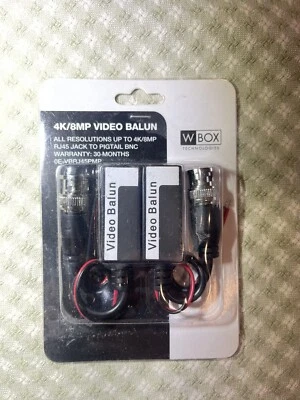 4K/8MP VIDEO BALUN
ALL RESOLUTIONS UP TO 4K/8MP
RJ45 JACK TO PIGTAIL BNC
WARRANTY: 30-MONTHS
W BOX
Video Balun
Video Balun